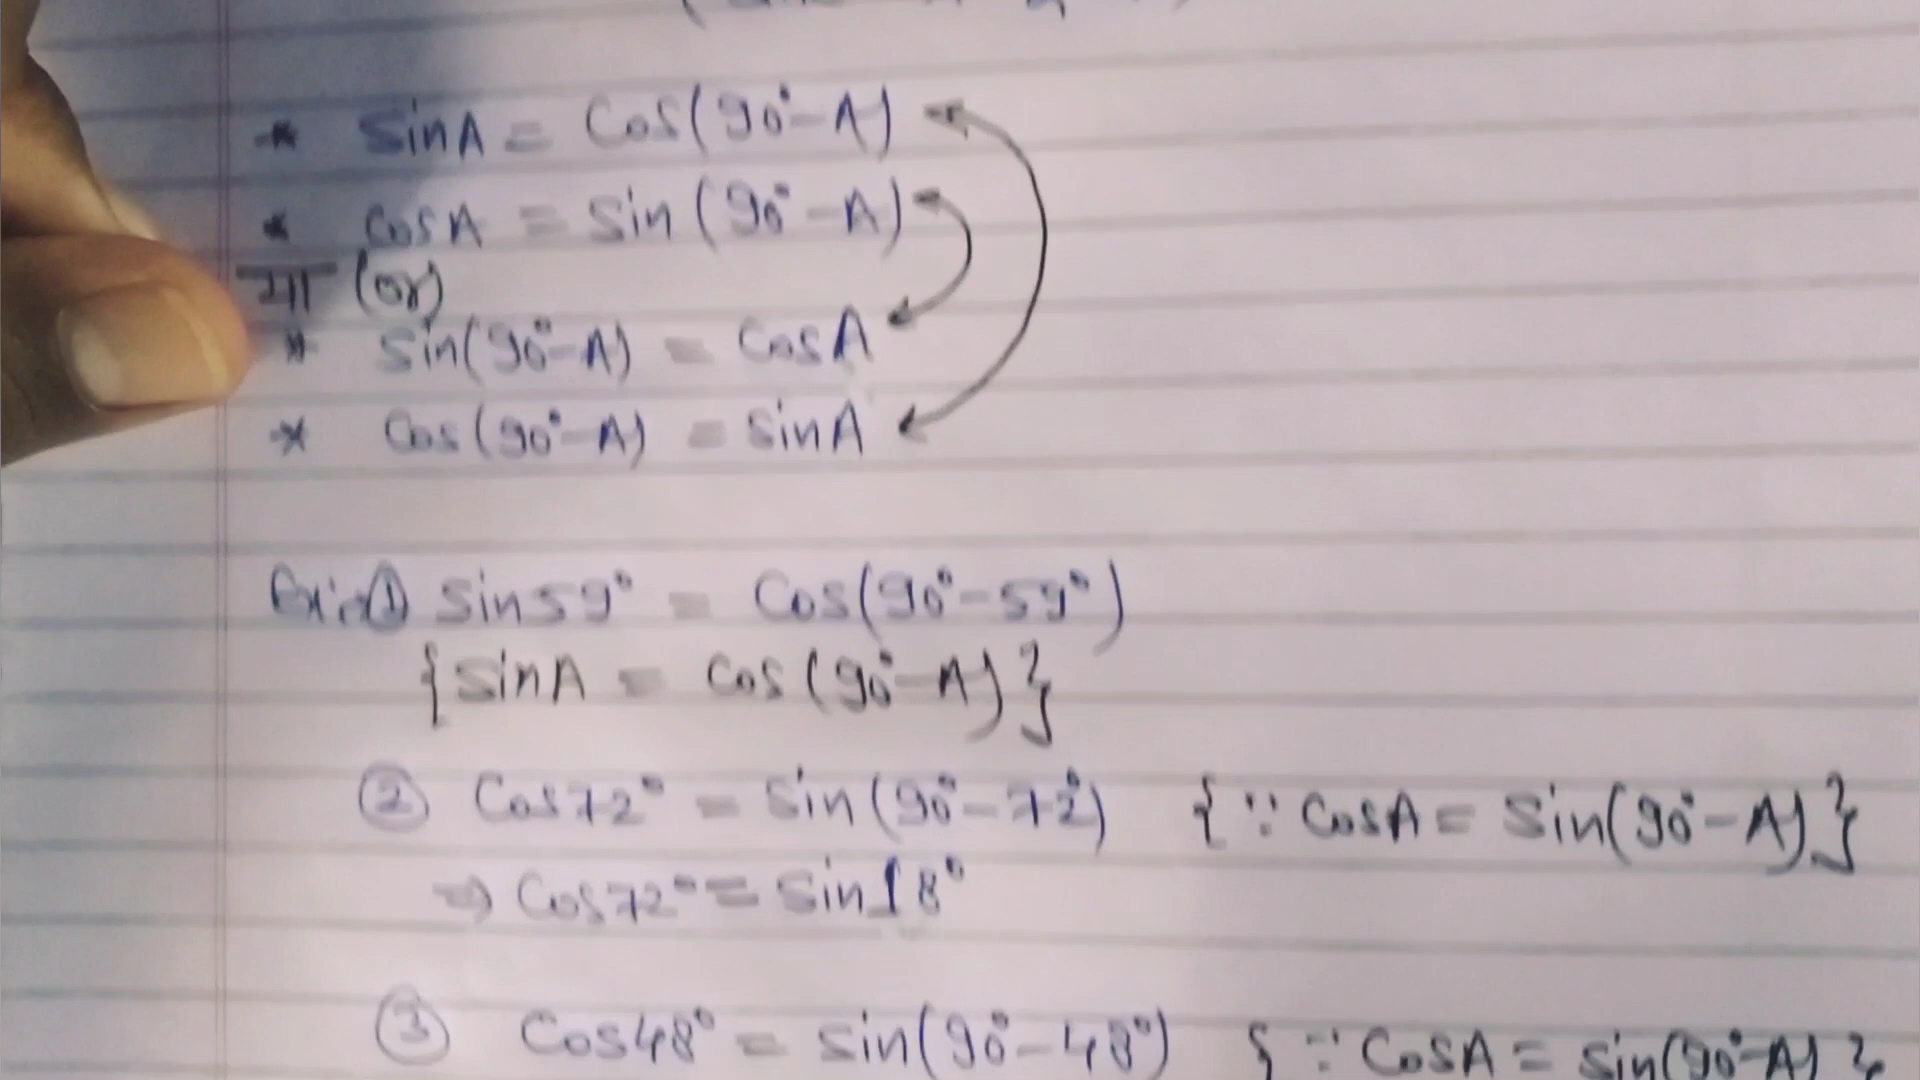 * sinA = Cos(90°-A)
* CosA = sin(90°-A)
या (or)
* sin(90°-A) = CosA
* Cos(90°-A) = sinA
Ex:-① sin59° = Cos(90°-59°)
{sinA = Cos(90°-A)}
② Cos72° = sin(90°-72°) {∵ CosA = sin(90°-A)}
⇒ Cos72° = sin18°
③ Cos48° = sin(90°-48°) {∵ CosA = sin(90°-A)}